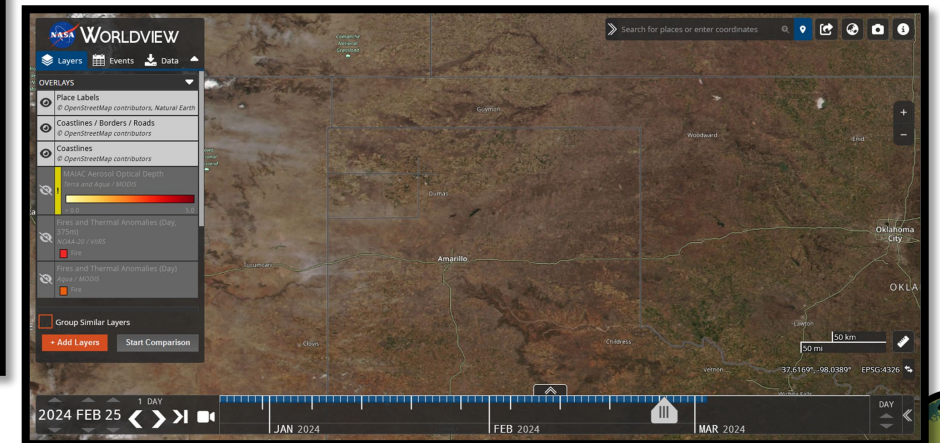 NASA WORLDVIEW
Layers Events Data
OVERLAYS
Place Labels
© OpenStreetMap contributors, Natural Earth
Coastlines / Borders / Roads
© OpenStreetMap contributors
Coastlines
© OpenStreetMap contributors
! MAIAC Aerosol Optical Depth
Terra and Aqua / MODIS
< 0.0 5.0
Fires and Thermal Anomalies (Day,
375m)
NOAA-20 / VIIRS
Fire
Fires and Thermal Anomalies (Day)
Aqua / MODIS
Fire
Group Similar Layers
+ Add Layers Start Comparison
Search for places or enter coordinates
Comanche
National
Grassland
Guymon
Woodward
Enid
Dumas
Oklahoma
City
Amarillo
Tucumcari
OKLA
Lawton
Clovis
Childress
Vernon
Wichita Falls
50 km
50 mi
37.6169°, -98.0389° EPSG:4326
1 DAY
2024 FEB 25
JAN 2024
FEB 2024
MAR 2024
DAY